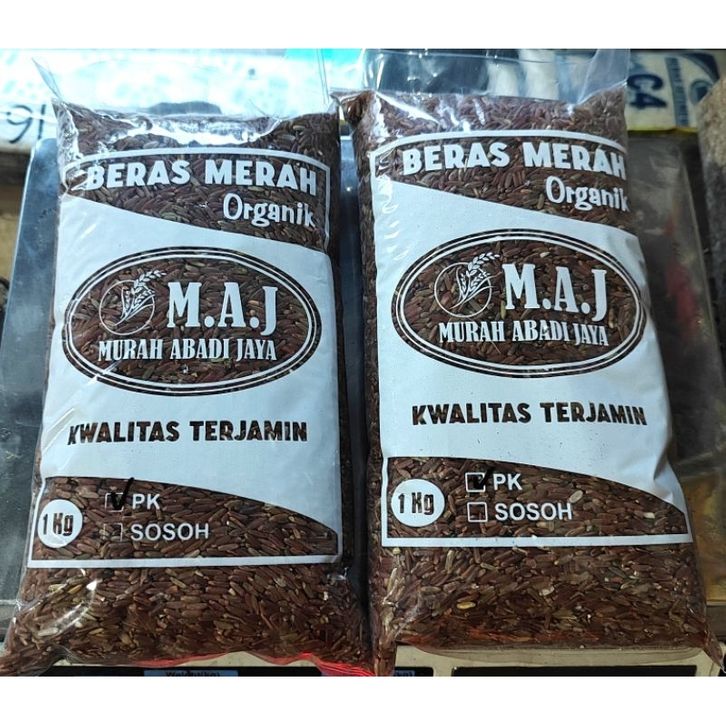 BERAS MERAH
Organik
M.A.J
MURAH ABADI JAYA
KWALITAS TERJAMIN
1 Kg
PK
SOSOH
BERAS MERAH
Organik
M.A.J
MURAH ABADI JAYA
KWALITAS TERJAMIN
1 Kg
PK
SOSOH
C4